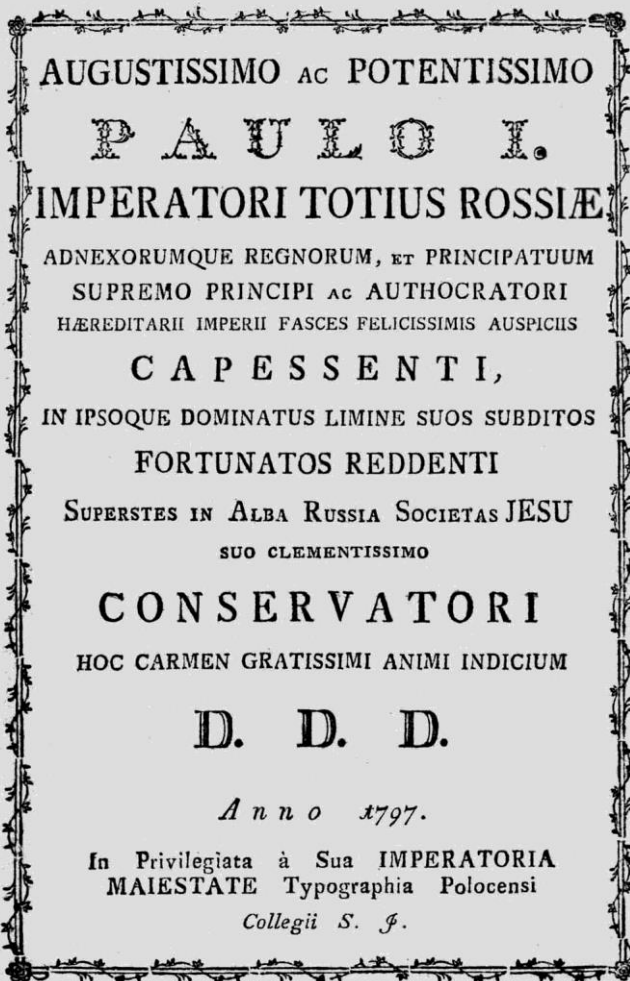 AUGUSTISSIMO AC POTENTISSIMO
PAULO I.
IMPERATORI TOTIUS ROSSIÆ
ADNEXORUMQUE REGNORUM, ET PRINCIPATUUM
SUPREMO PRINCIPI AC AUTHOCRATORI
HÆREDITARII IMPERII FASCES FELICISSIMIS AUSPICIIS
CAPESSENTI,
IN IPSOQUE DOMINATUS LIMINE SUOS SUBDITOS
FORTUNATOS REDDENTI
SUPERSTES IN ALBA RUSSIA SOCIETAS JESU
SUO CLEMENTISSIMO
CONSERVATORI
HOC CARMEN GRATISSIMI ANIMI INDICIUM
D. D. D.
Anno 1797.
In Privilegiata à Sua IMPERATORIA
MAIESTATE Typographia Polocensi
Collegii S. J.